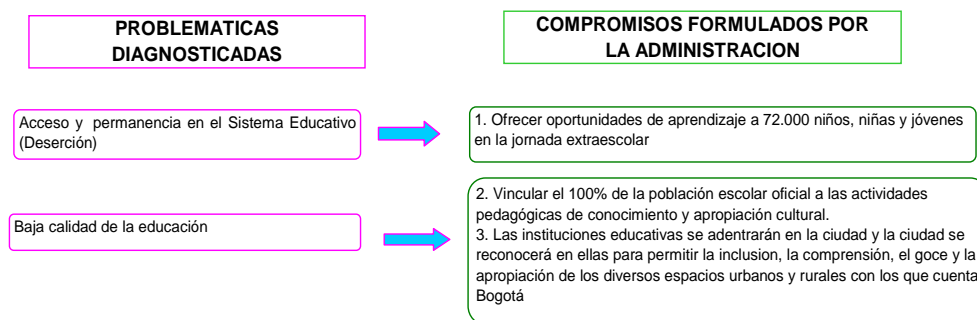 PROBLEMATICAS
DIAGNOSTICADAS
COMPROMISOS FORMULADOS POR
LA ADMINISTRACION
Acceso y permanencia en el Sistema Educativo
(Deserción)
1. Ofrecer oportunidades de aprendizaje a 72.000 niños, niñas y jóvenes
en la jornada extraescolar
Baja calidad de la educación
2. Vincular el 100% de la población escolar oficial a las actividades
pedagógicas de conocimiento y apropiación cultural.
3. Las instituciones educativas se adentrarán en la ciudad y la ciudad se
reconocerá en ellas para permitir la inclusion, la comprensión, el goce y la
apropiación de los diversos espacios urbanos y rurales con los que cuenta
Bogotá